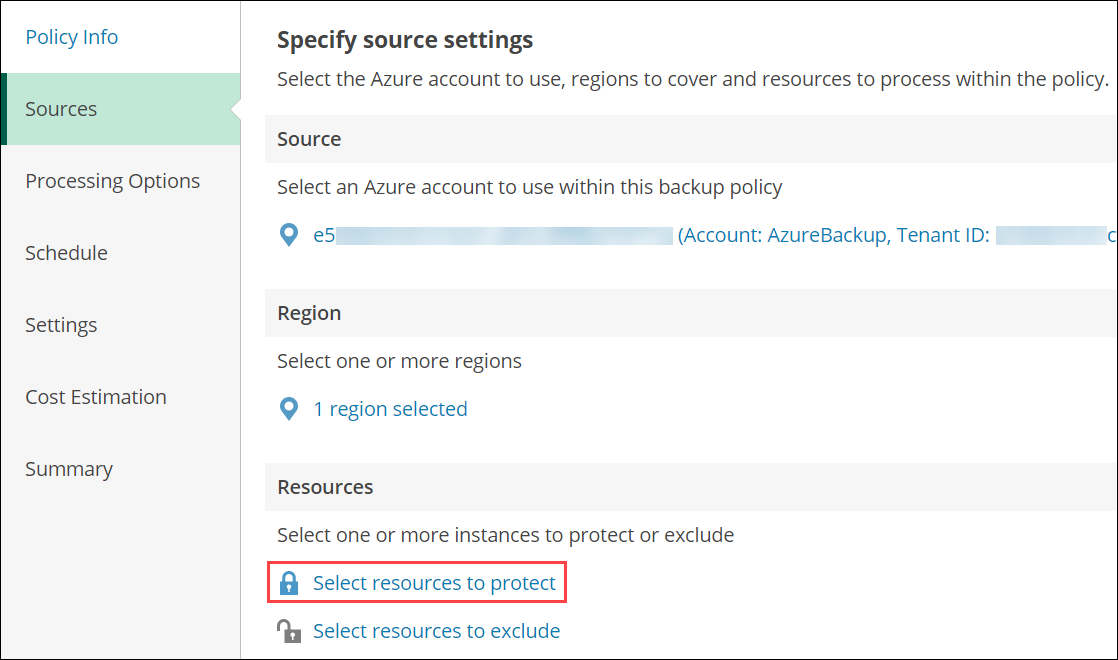 Policy Info
Sources
Processing Options
Schedule
Settings
Cost Estimation
Summary
Specify source settings
Select the Azure account to use, regions to cover and resources to process within the policy.
Source
Select an Azure account to use within this backup policy
e5 (Account: AzureBackup, Tenant ID: c
Region
Select one or more regions
1 region selected
Resources
Select one or more instances to protect or exclude
Select resources to protect
Select resources to exclude